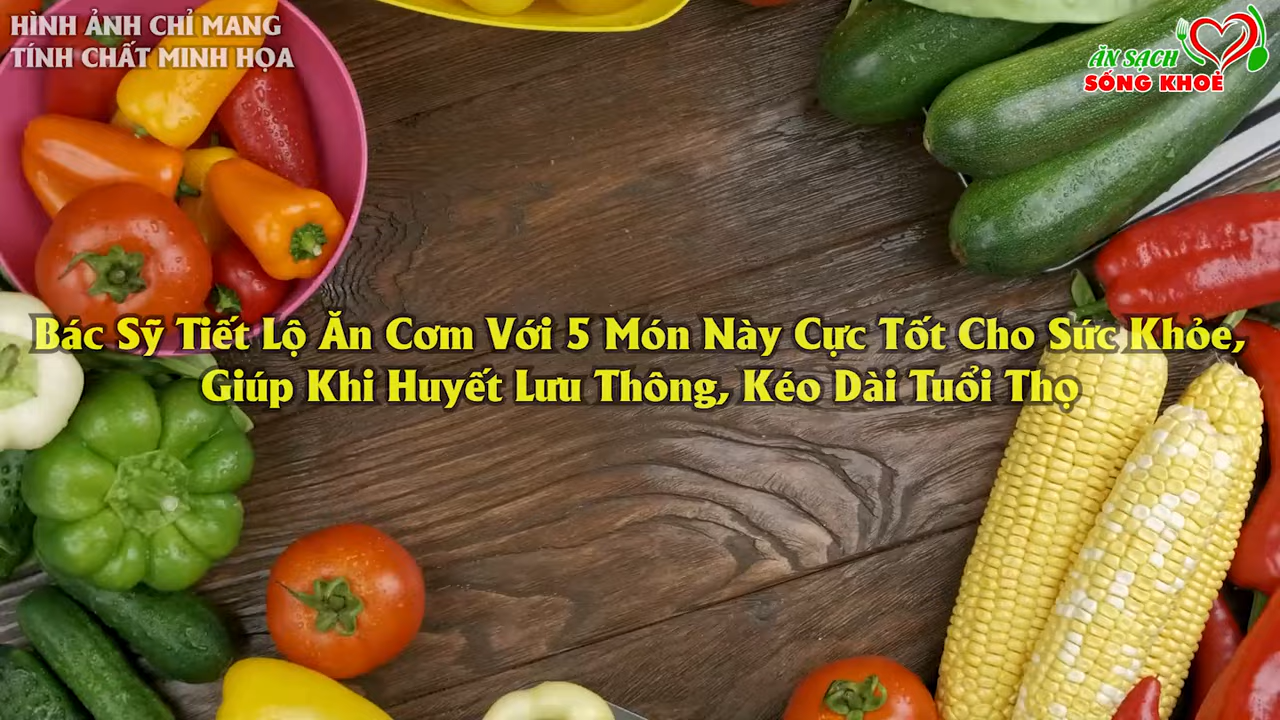 HÌNH ẢNH CHỈ MANG
TÍNH CHẤT MINH HỌA
ĂN SẠCH
SỐNG KHOẺ
Bác Sỹ Tiết Lộ Ăn Cơm Với 5 Món Này Cực Tốt Cho Sức Khỏe,
Giúp Khi Huyết Lưu Thông, Kéo Dài Tuổi Thọ